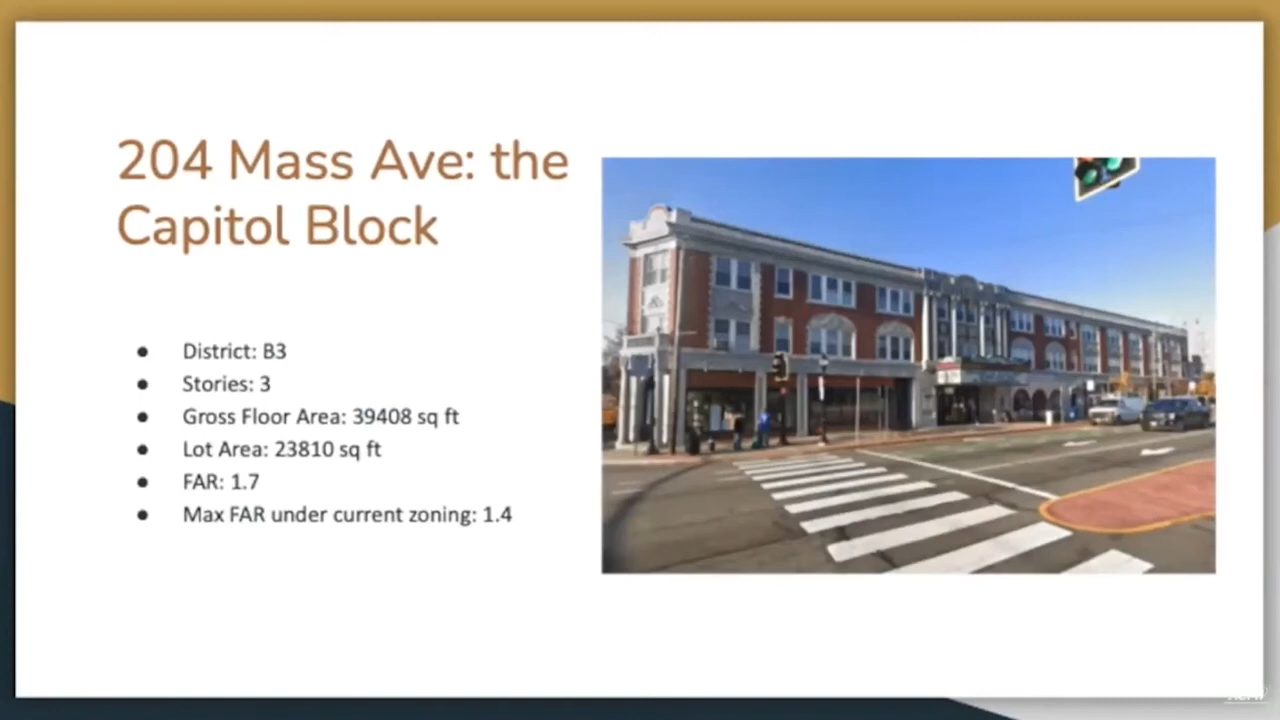 204 Mass Ave: the
Capitol Block
● District: B3
● Stories: 3
● Gross Floor Area: 39408 sq ft
● Lot Area: 23810 sq ft
● FAR: 1.7
● Max FAR under current zoning: 1.4